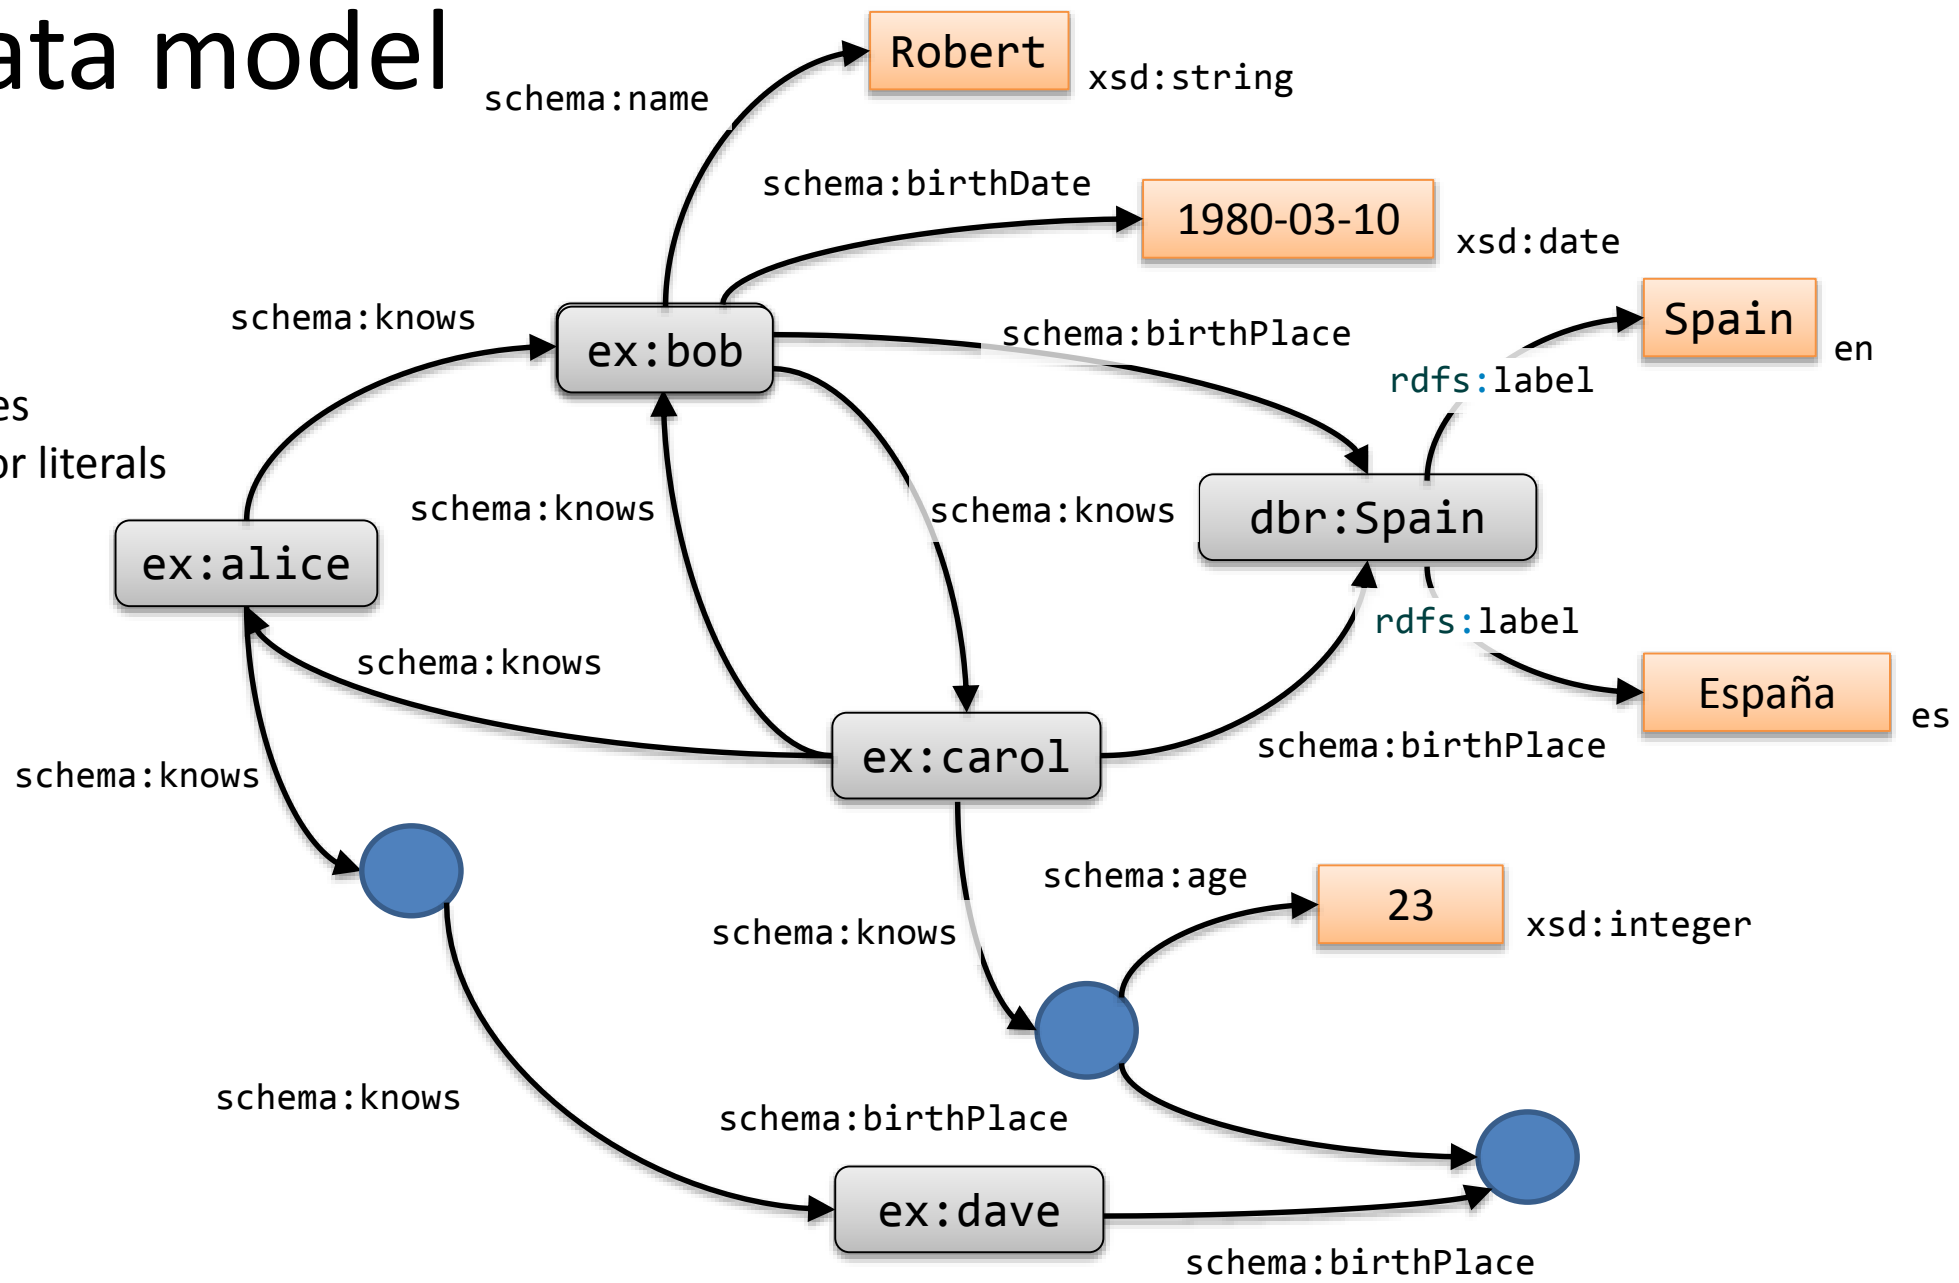 ata model
Robert
xsd:string
schema:name
schema:birthDate
1980-03-10
xsd:date
schema:knows
ex:bob
schema:birthPlace
Spain
en
rdfs:label
es
or literals
schema:knows
schema:knows
dbr:Spain
ex:alice
rdfs:label
schema:knows
España
es
ex:carol
schema:birthPlace
schema:knows
schema:age
23
xsd:integer
schema:knows
schema:knows
schema:birthPlace
ex:dave
schema:birthPlace